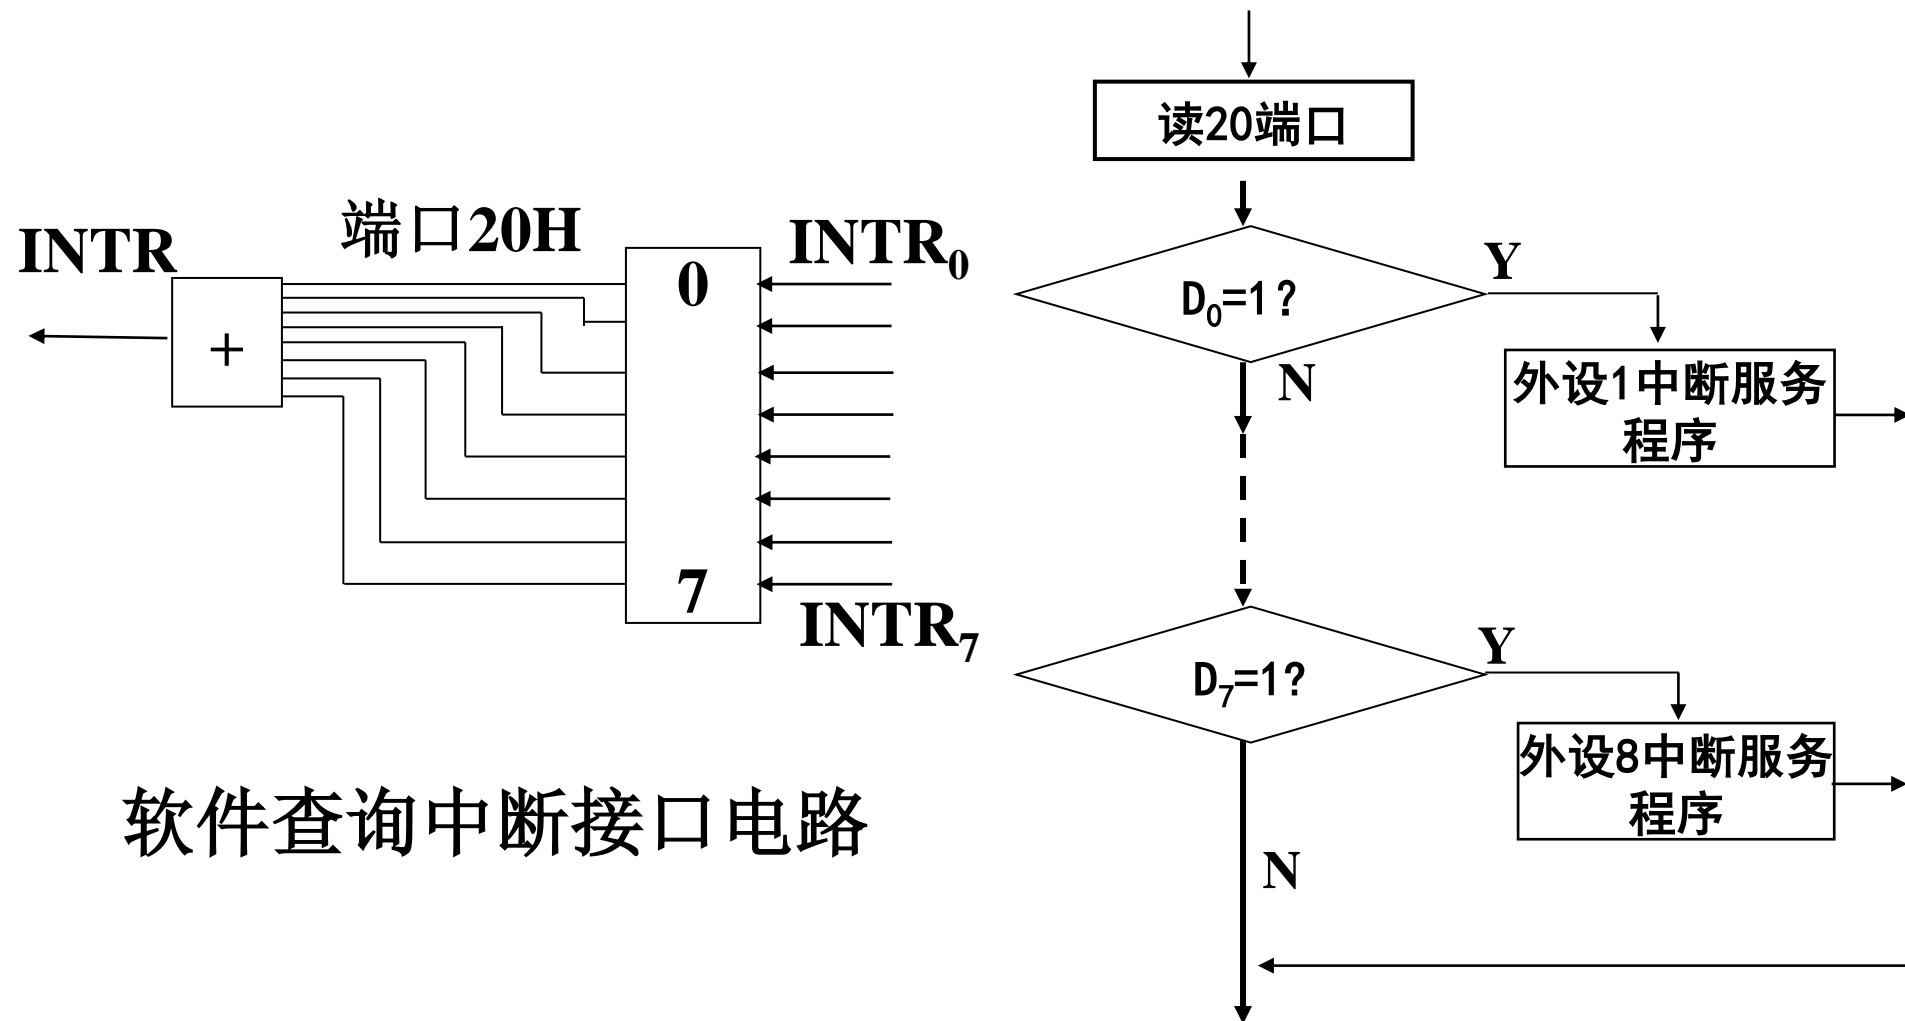 INTR
端口20H
+
0
7
INTR₀
INTR₇
软件查询中断接口电路
读20端口
D₀=1?
Y
N
外设1中断服务
程序
D₇=1?
Y
N
外设8中断服务
程序